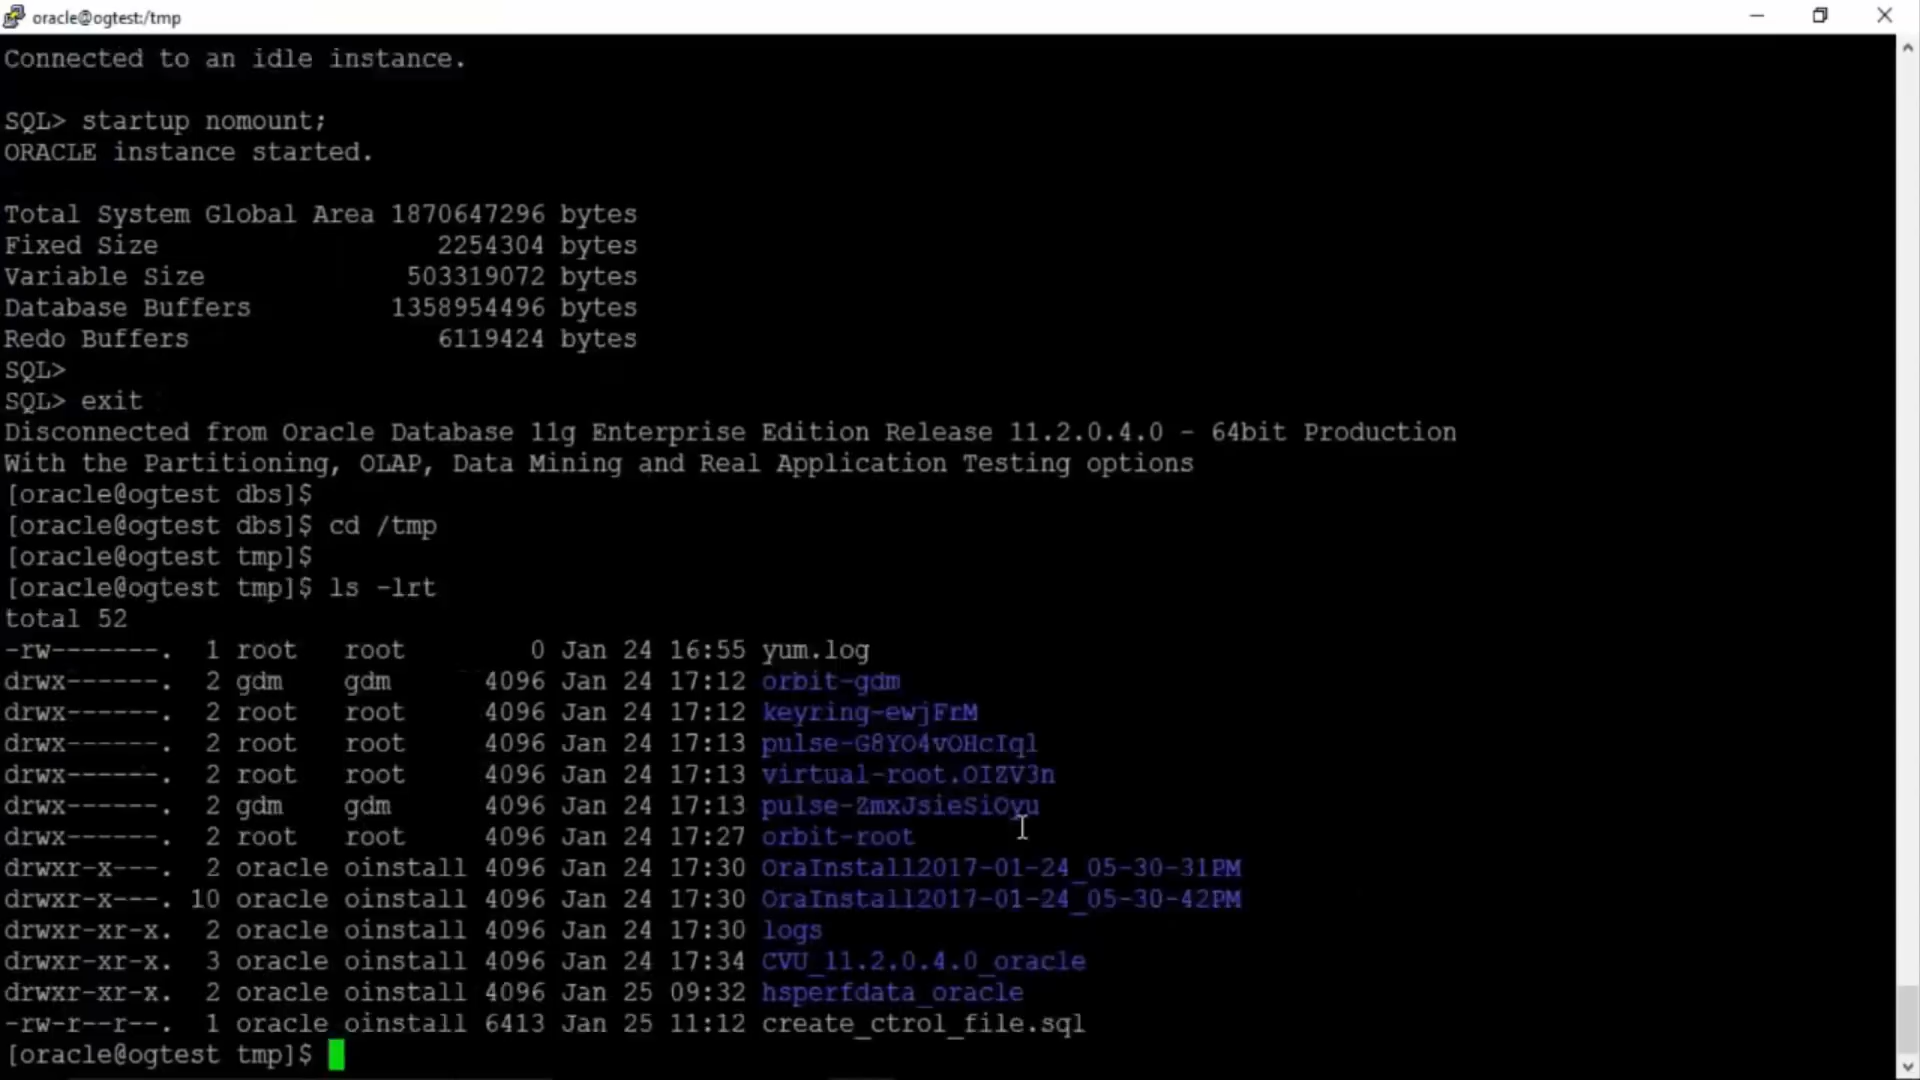 oracle@ogtest:/tmp
Connected to an idle instance.
SQL> startup nomount;
ORACLE instance started.
Total System Global Area 1870647296 bytes
Fixed Size 2254304 bytes
Variable Size 503319072 bytes
Database Buffers 1358954496 bytes
Redo Buffers 6119424 bytes
SQL>
SQL> exit
Disconnected from Oracle Database 11g Enterprise Edition Release 11.2.0.4.0 - 64bit Production
With the Partitioning, OLAP, Data Mining and Real Application Testing options
[oracle@ogtest dbs]$
[oracle@ogtest dbs]$ cd /tmp
[oracle@ogtest tmp]$
[oracle@ogtest tmp]$ ls -lrt
total 52
-rw-------. 1 root root 0 Jan 24 16:55 yum.log
drwx------. 2 gdm gdm 4096 Jan 24 17:12 orbit-gdm
drwx------. 2 root root 4096 Jan 24 17:12 keyring-ewjFrM
drwx------. 2 root root 4096 Jan 24 17:13 pulse-G8YO4vOHcIql
drwx------. 2 root root 4096 Jan 24 17:13 virtual-root.OIZV3n
drwx------. 2 gdm gdm 4096 Jan 24 17:13 pulse-ZmxJsieSiOyu
drwx------. 2 root root 4096 Jan 24 17:27 orbit-root
drwxr-x---. 2 oracle oinstall 4096 Jan 24 17:30 OraInstall2017-01-24_05-30-31PM
drwxr-x---. 10 oracle oinstall 4096 Jan 24 17:30 OraInstall2017-01-24_05-30-42PM
drwxr-xr-x. 2 oracle oinstall 4096 Jan 24 17:30 logs
drwxr-xr-x. 3 oracle oinstall 4096 Jan 24 17:34 CVU_11.2.0.4.0_oracle
drwxr-xr-x. 2 oracle oinstall 4096 Jan 25 09:32 hsperfdata_oracle
-rw-r--r--. 1 oracle oinstall 6413 Jan 25 11:12 create_ctrol_file.sql
[oracle@ogtest tmp]$